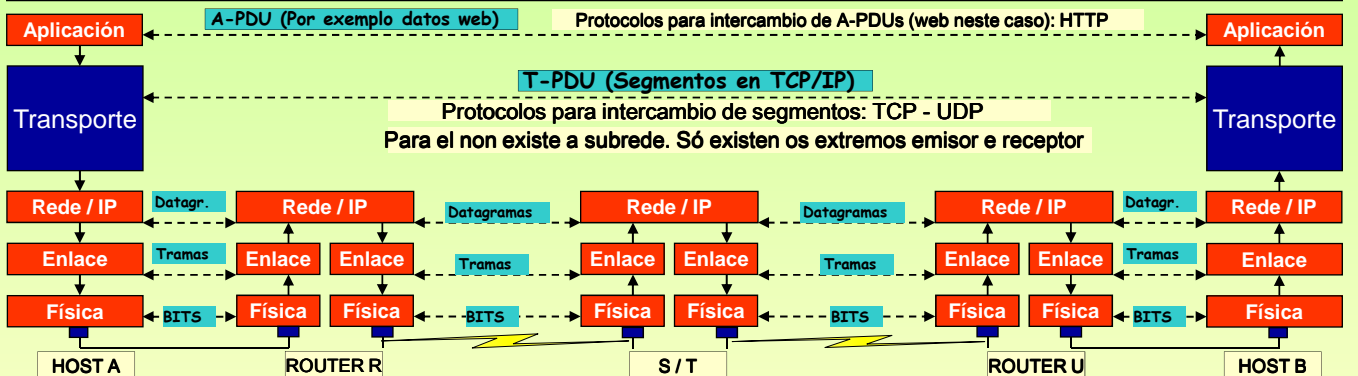 A-PDU (Por exemplo datos web)
Protocolos para intercambio de A-PDUs (web neste caso): HTTP
Aplicación
Aplicación
T-PDU (Segmentos en TCP/IP)
Transporte
Protocolos para intercambio de segmentos: TCP - UDP
Transporte
Para el non existe a subrede. Só existen os extremos emisor e receptor
Rede / IP
Datagr.
Rede / IP
Datagramas
Rede / IP
Datagramas
Rede / IP
Datagr.
Rede / IP
Enlace
Tramas
Enlace
Enlace
Tramas
Enlace
Enlace
Tramas
Enlace
Enlace
Tramas
Enlace
Física
BITS
Física
Física
BITS
Física
Física
BITS
Física
Física
BITS
Física
HOST A
ROUTER R
S / T
ROUTER U
HOST B